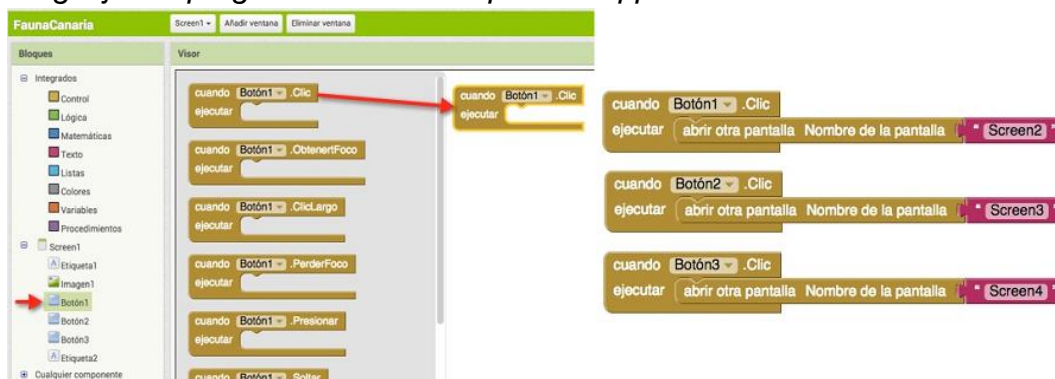 FaunaCanaria
Screen1 Añadir ventana Eliminar ventana
Bloques
Visor
Integrados
Control
Lógica
Matemáticas
Texto
Listas
Colores
Variables
Procedimientos
Screen1
Etiqueta1
Imagen1
Botón1
Botón2
Botón3
Etiqueta2
Cualquier componente
cuando Botón1 .Clic
ejecutar
cuando Botón1 .ObtenertFoco
ejecutar
cuando Botón1 .ClicLargo
ejecutar
cuando Botón1 .PerderFoco
ejecutar
cuando Botón1 .Presionar
ejecutar
cuando Botón1 .Soltar
cuando Botón1 .Clic
ejecutar
cuando Botón1 .Clic
ejecutar abrir otra pantalla Nombre de la pantalla " Screen2 "
cuando Botón2 .Clic
ejecutar abrir otra pantalla Nombre de la pantalla " Screen3 "
cuando Botón3 .Clic
ejecutar abrir otra pantalla Nombre de la pantalla " Screen4 "